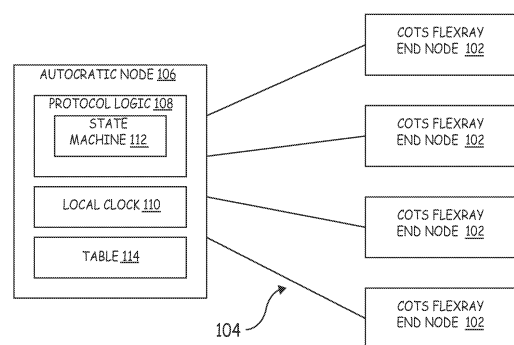 AUTOCRATIC NODE 106
PROTOCOL LOGIC 108
STATE
MACHINE 112
LOCAL CLOCK 110
TABLE 114
COTS FLEXRAY
END NODE 102
COTS FLEXRAY
END NODE 102
COTS FLEXRAY
END NODE 102
COTS FLEXRAY
END NODE 102
104